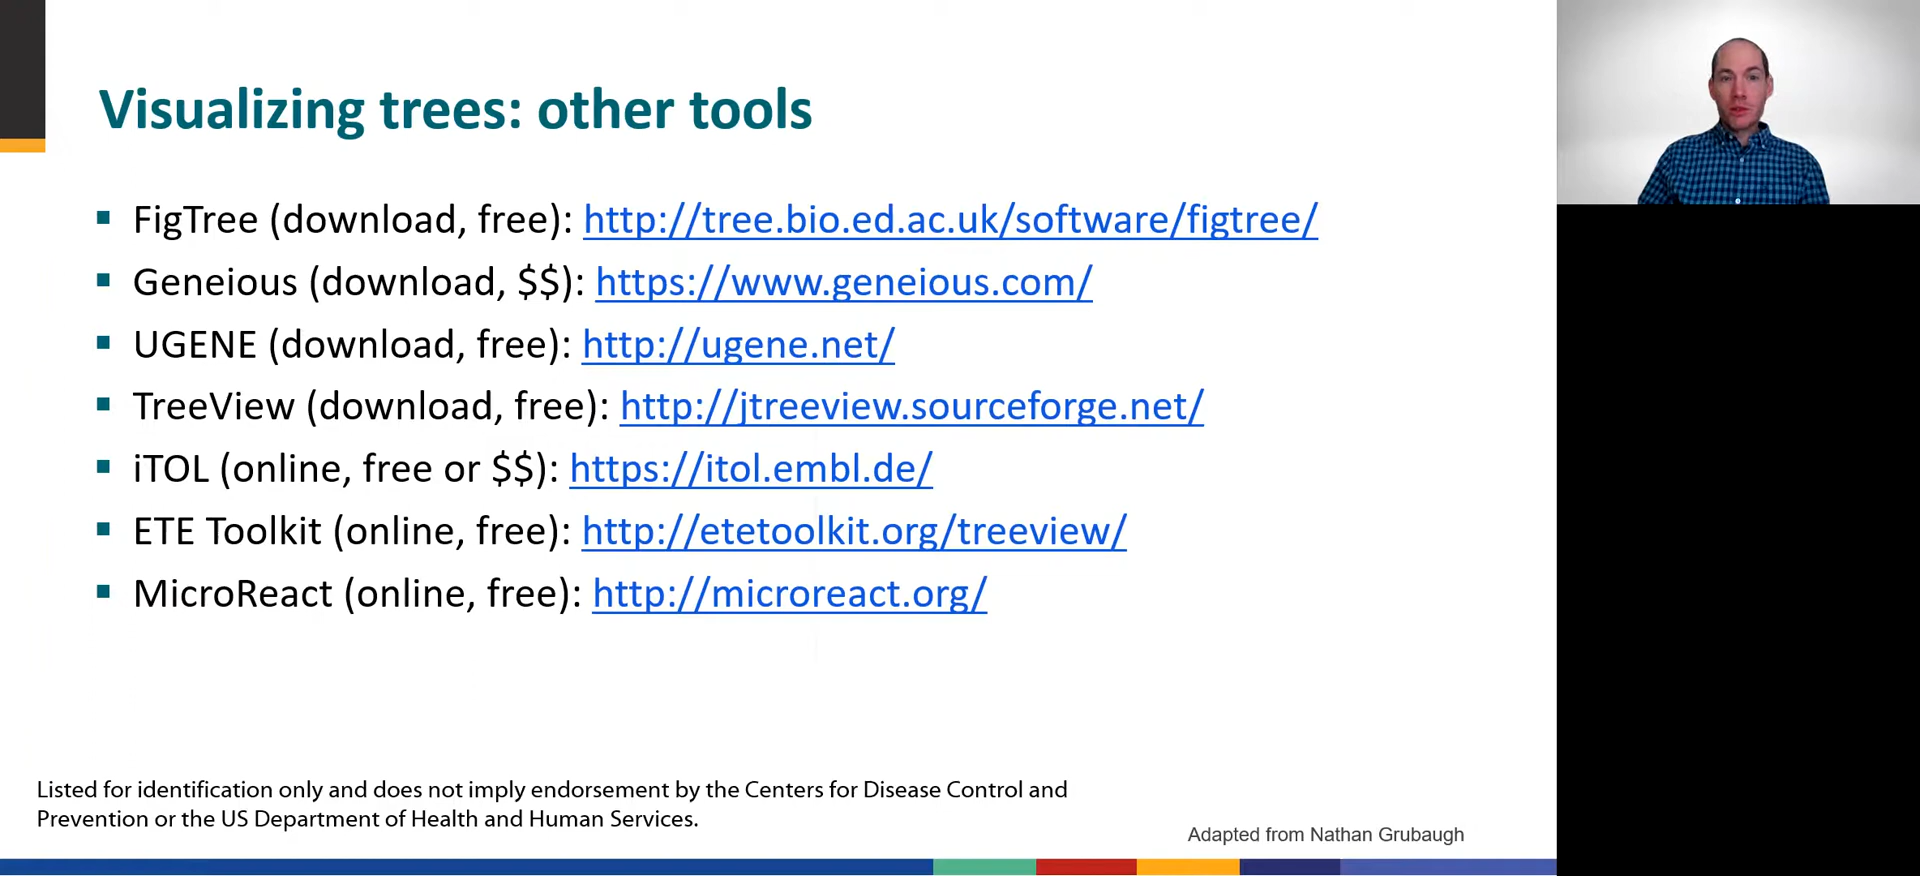 Visualizing trees: other tools
FigTree (download, free): http://tree.bio.ed.ac.uk/software/figtree/
Geneious (download, $$): https://www.geneious.com/
UGENE (download, free): http://ugene.net/
TreeView (download, free): http://jtreeview.sourceforge.net/
iTOL (online, free or $$): https://itol.embl.de/
ETE Toolkit (online, free): http://etetoolkit.org/treeview/
MicroReact (online, free): http://microreact.org/
Listed for identification only and does not imply endorsement by the Centers for Disease Control and
Prevention or the US Department of Health and Human Services.
Adapted from Nathan Grubaugh